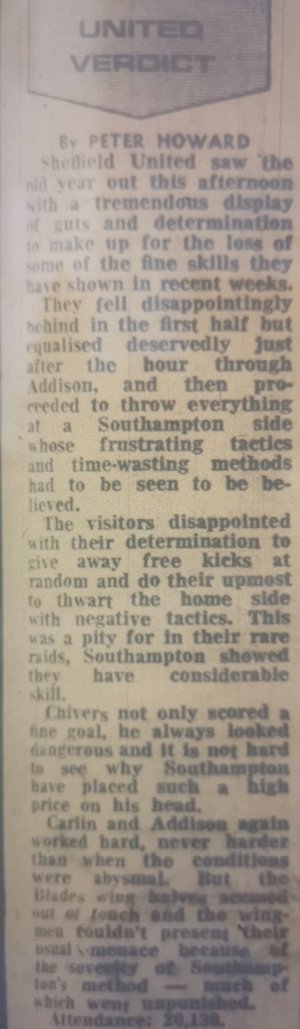 UNITED
VERDICT
By PETER HOWARD
Sheffield United saw the
old year out this afternoon
with a tremendous display
of guts and determination
to make up for the loss of
some of the fine skills they
have shown in recent weeks.
They fell disappointingly
behind in the first half but
equalised deservedly just
after the hour through
Addison, and then pro-
ceeded to throw everything
at a Southampton side
whose frustrating tactics
and time-wasting methods
had to be seen to be be-
lieved.
The visitors disappointed
with their determination to
give away free kicks at
random and do their upmost
to thwart the home side
with negative tactics. This
was a pity for in their rare
raids, Southampton showed
they have considerable
skill.
Chivers not only scored a
fine goal, he always looked
dangerous and it is not hard
to see why Southampton
have placed such a high
price on his head.
Carlin and Addison again
worked hard, never harder
than when the conditions
were abysmal. But the
Blades wing halves seemed
out of touch and the wing-
men couldn't present their
usual menace because of
the severity of Southamp-
ton's method — much of
which went unpunished.
Attendance: 20,130.